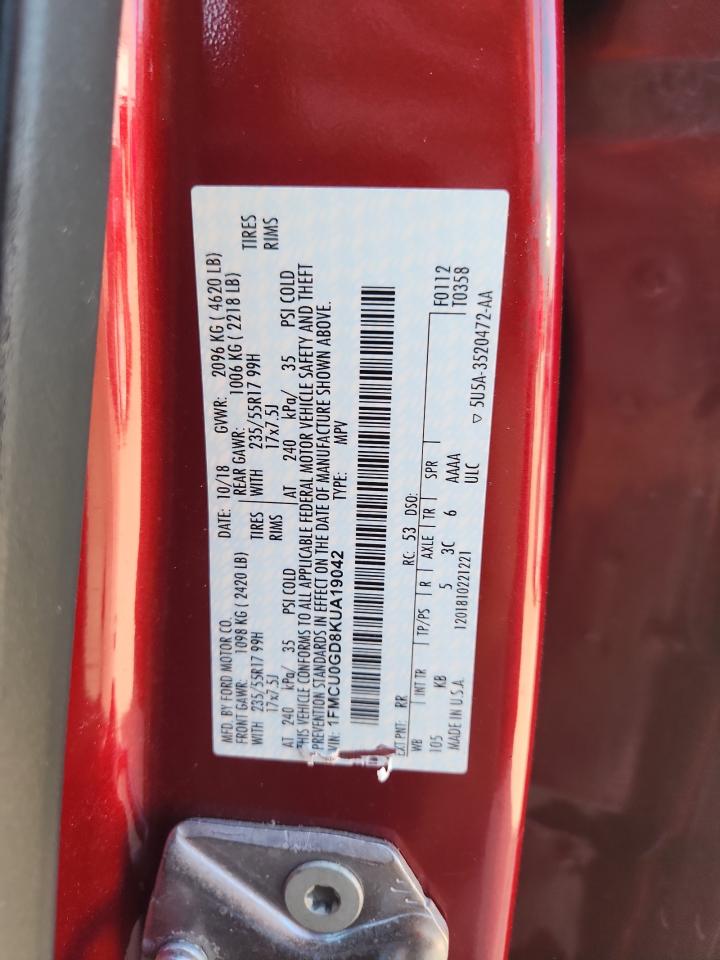 MFD. BY FORD MOTOR CO.
DATE: 10/18 GVWR: 2096 KG ( 4620 LB)
FRONT GAWR: 1098 KG ( 2420 LB) REAR GAWR: 1006 KG ( 2218 LB)
WITH 235/55R17 99H TIRES WITH 235/55R17 99H TIRES
17x7.5J RIMS 17x7.5J RIMS
AT 240 kPa/ 35 PSI COLD AT 240 kPa/ 35 PSI COLD
THIS VEHICLE CONFORMS TO ALL APPLICABLE FEDERAL MOTOR VEHICLE SAFETY AND THEFT
PREVENTION STANDARDS IN EFFECT ON THE DATE OF MANUFACTURE SHOWN ABOVE.
VIN: 1FMCU0GD8KUA19042 TYPE: MPV
EXT PNT: RR RC: 53 DSO: F0112
WB INT TR TP/PS R AXLE TR SPR T0358
105 KB 5 3C 6 AAAA
ULC
MADE IN U.S.A. 1201810221221 ▽ 5U5A-3520472-AA